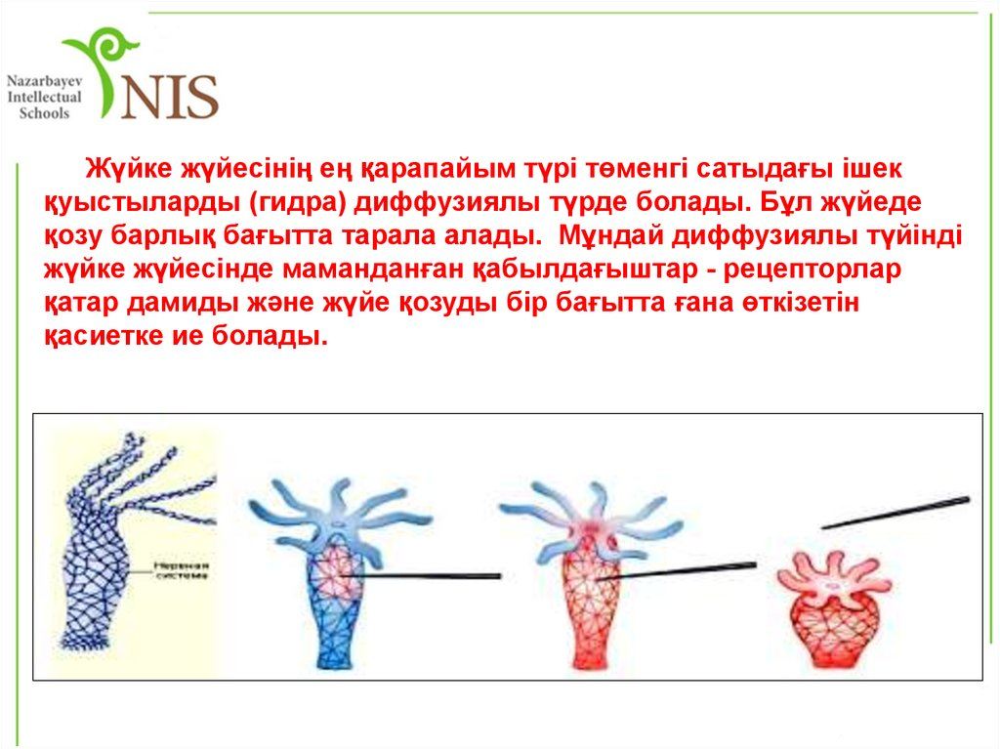 Nazarbayev
Intellectual
Schools
NIS
Жүйке жүйесінің ең қарапайым түрі төменгі сатыдағы ішек
қуыстыларды (гидра) диффузиялы түрде болады. Бұл жүйеде
қозу барлық бағытта тарала алады. Мұндай диффузиялы түйінді
жүйке жүйесінде маманданған қабылдағыштар - рецепторлар
қатар дамиды және жүйе қозуды бір бағытта ғана өткізетін
қасиетке ие болады.
Нервная
система